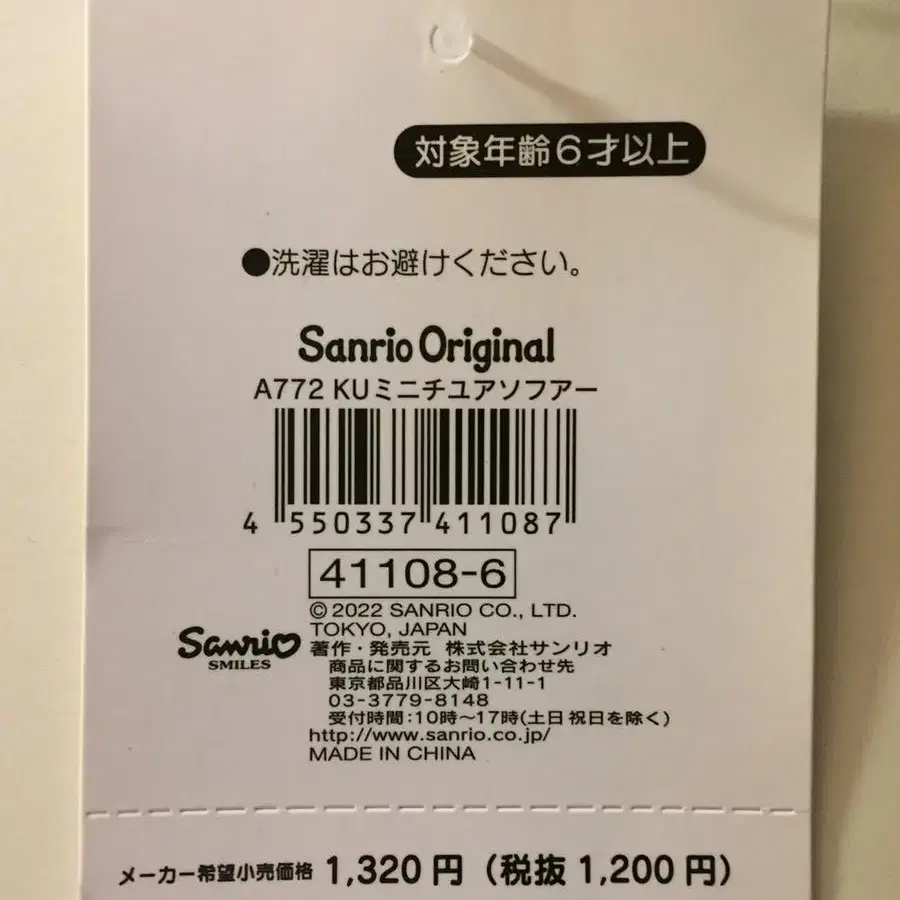 対象年齢6才以上
●洗濯はお避けください。
Sanrio Original
A772 KUミニチユアソフアー
4 550337 411087
41108-6
© 2022 SANRIO CO., LTD.
TOKYO, JAPAN
Sanrio
SMILES
著作・発売元 株式会社サンリオ
商品に関するお問い合わせ先
東京都品川区大崎1-11-1
03-3779-8148
受付時間:10時～17時(土日 祝日を除く)
http://www.sanrio.co.jp/
MADE IN CHINA
メーカー希望小売価格 1,320円（税抜1,200円）